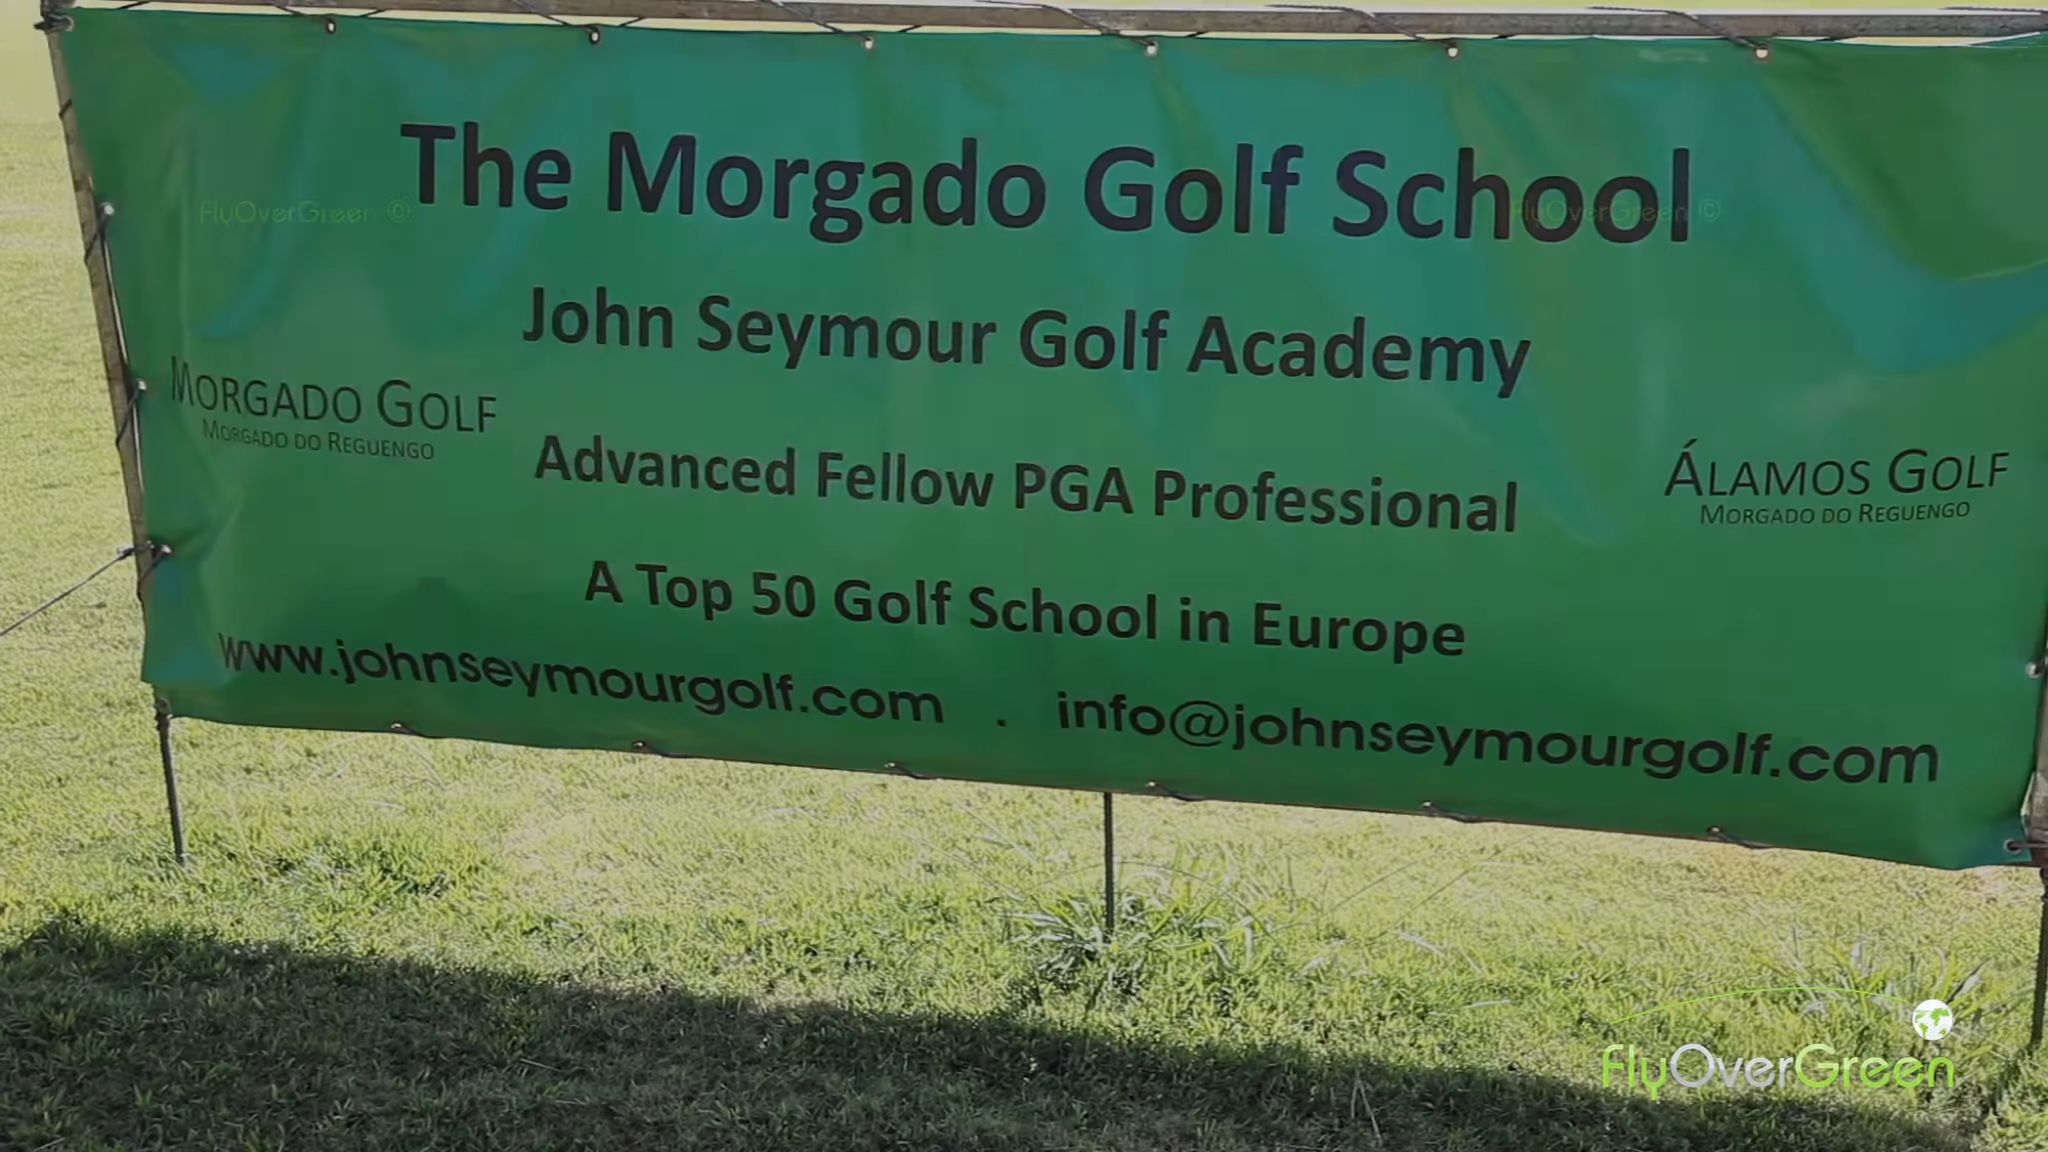 The Morgado Golf School
FlyOverGreen ©
FlyOverGreen ©
John Seymour Golf Academy
MORGADO GOLF
MORGADO DO REGUENGO
Advanced Fellow PGA Professional
ÁLAMOS GOLF
MORGADO DO REGUENGO
A Top 50 Golf School in Europe
www.johnseymourgolf.com . info@johnseymourgolf.com
FlyOverGreen